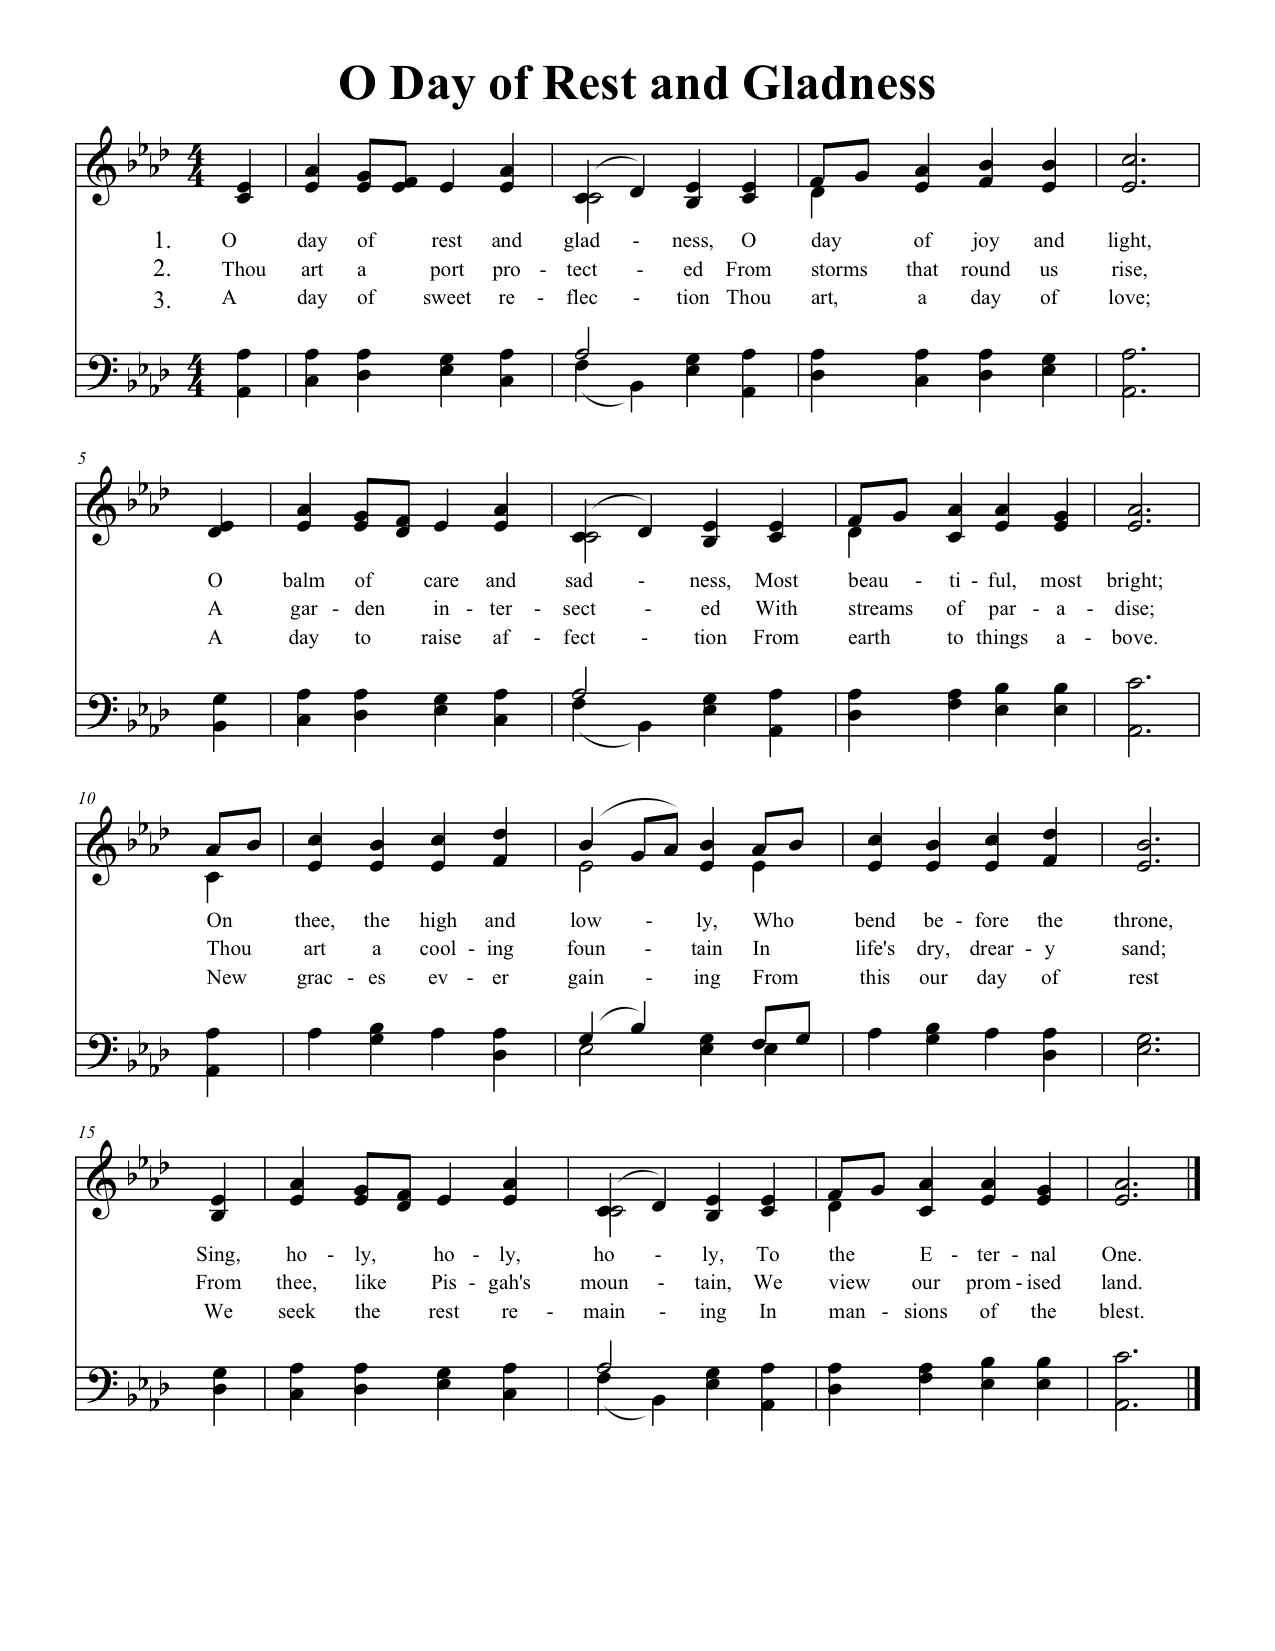 O Day of Rest and Gladness
4 4
1. O day of rest and glad - ness, O day of joy and light,
2. Thou art a port pro - tect - ed From storms that round us rise,
3. A day of sweet re - flec - tion Thou art, a day of love;
4 4
5
O balm of care and sad - ness, Most beau - ti - ful, most bright;
A gar - den in - ter - sect - ed With streams of par - a - dise;
A day to raise af - fect - tion From earth to things a - bove.
10
On thee, the high and low - ly, Who bend be - fore the throne,
Thou art a cool - ing foun - tain In life's dry, drear - y sand;
New grac - es ev - er gain - ing From this our day of rest
15
Sing, ho - ly, ho - ly, ho - ly, To the E - ter - nal One.
From thee, like Pis - gah's moun - tain, We view our prom - ised land.
We seek the rest re - main - ing In man - sions of the blest.